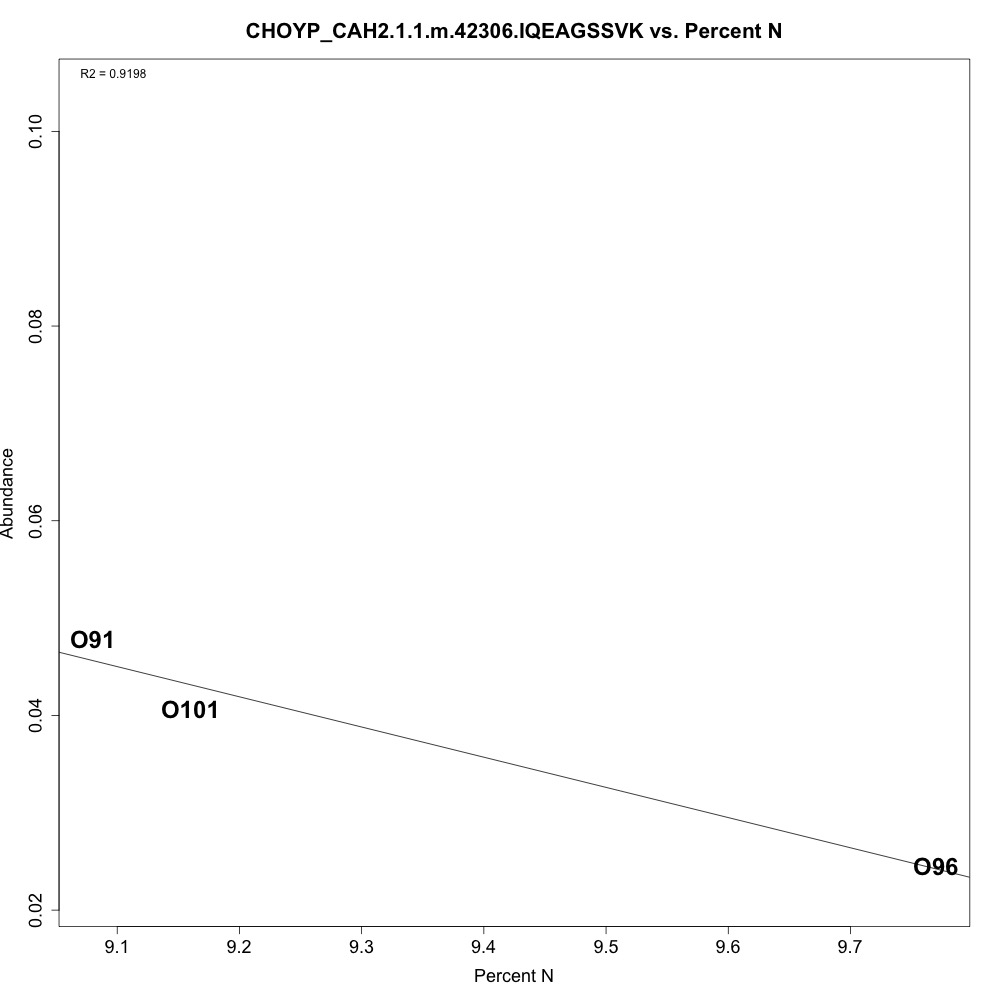 CHOYP_CAH2.1.1.m.42306.IQEAGSSVK vs. Percent N
R2 = 0.9198
0.10
0.08
0.06
0.04
0.02
Abundance
O91
O101
O96
9.1 9.2 9.3 9.4 9.5 9.6 9.7
Percent N